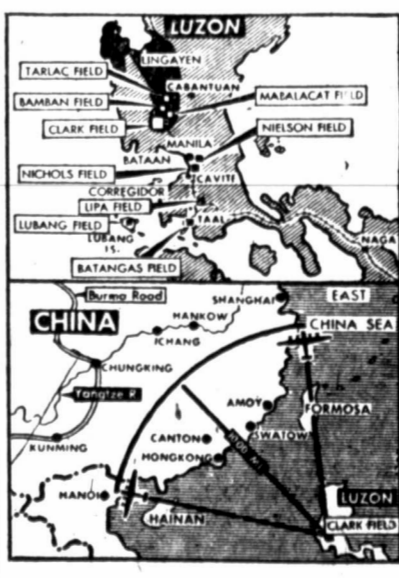 LUZON
LINGAYEN
TARLAC FIELD
CABANTUAN
BAMBAN FIELD
MABALACAT FIELD
CLARK FIELD
NIELSON FIELD
MANILA
BATAAN
NICHOLS FIELD
CAVITE
CORREGIDOR
LIPA FIELD
LUBANG FIELD
TAAL
LUBANG
IS.
NAGA
BATANGAS FIELD
Burma Road
SHANGHAI
EAST
CHINA
HANKOW
CHINA SEA
ICHANG
CHUNGKING
Yangtze R.
AMOY
FORMOSA
SWATOW
CANTON
KUNMING
HONGKONG
HANOI
LUZON
HAINAN
CLARK FIELD